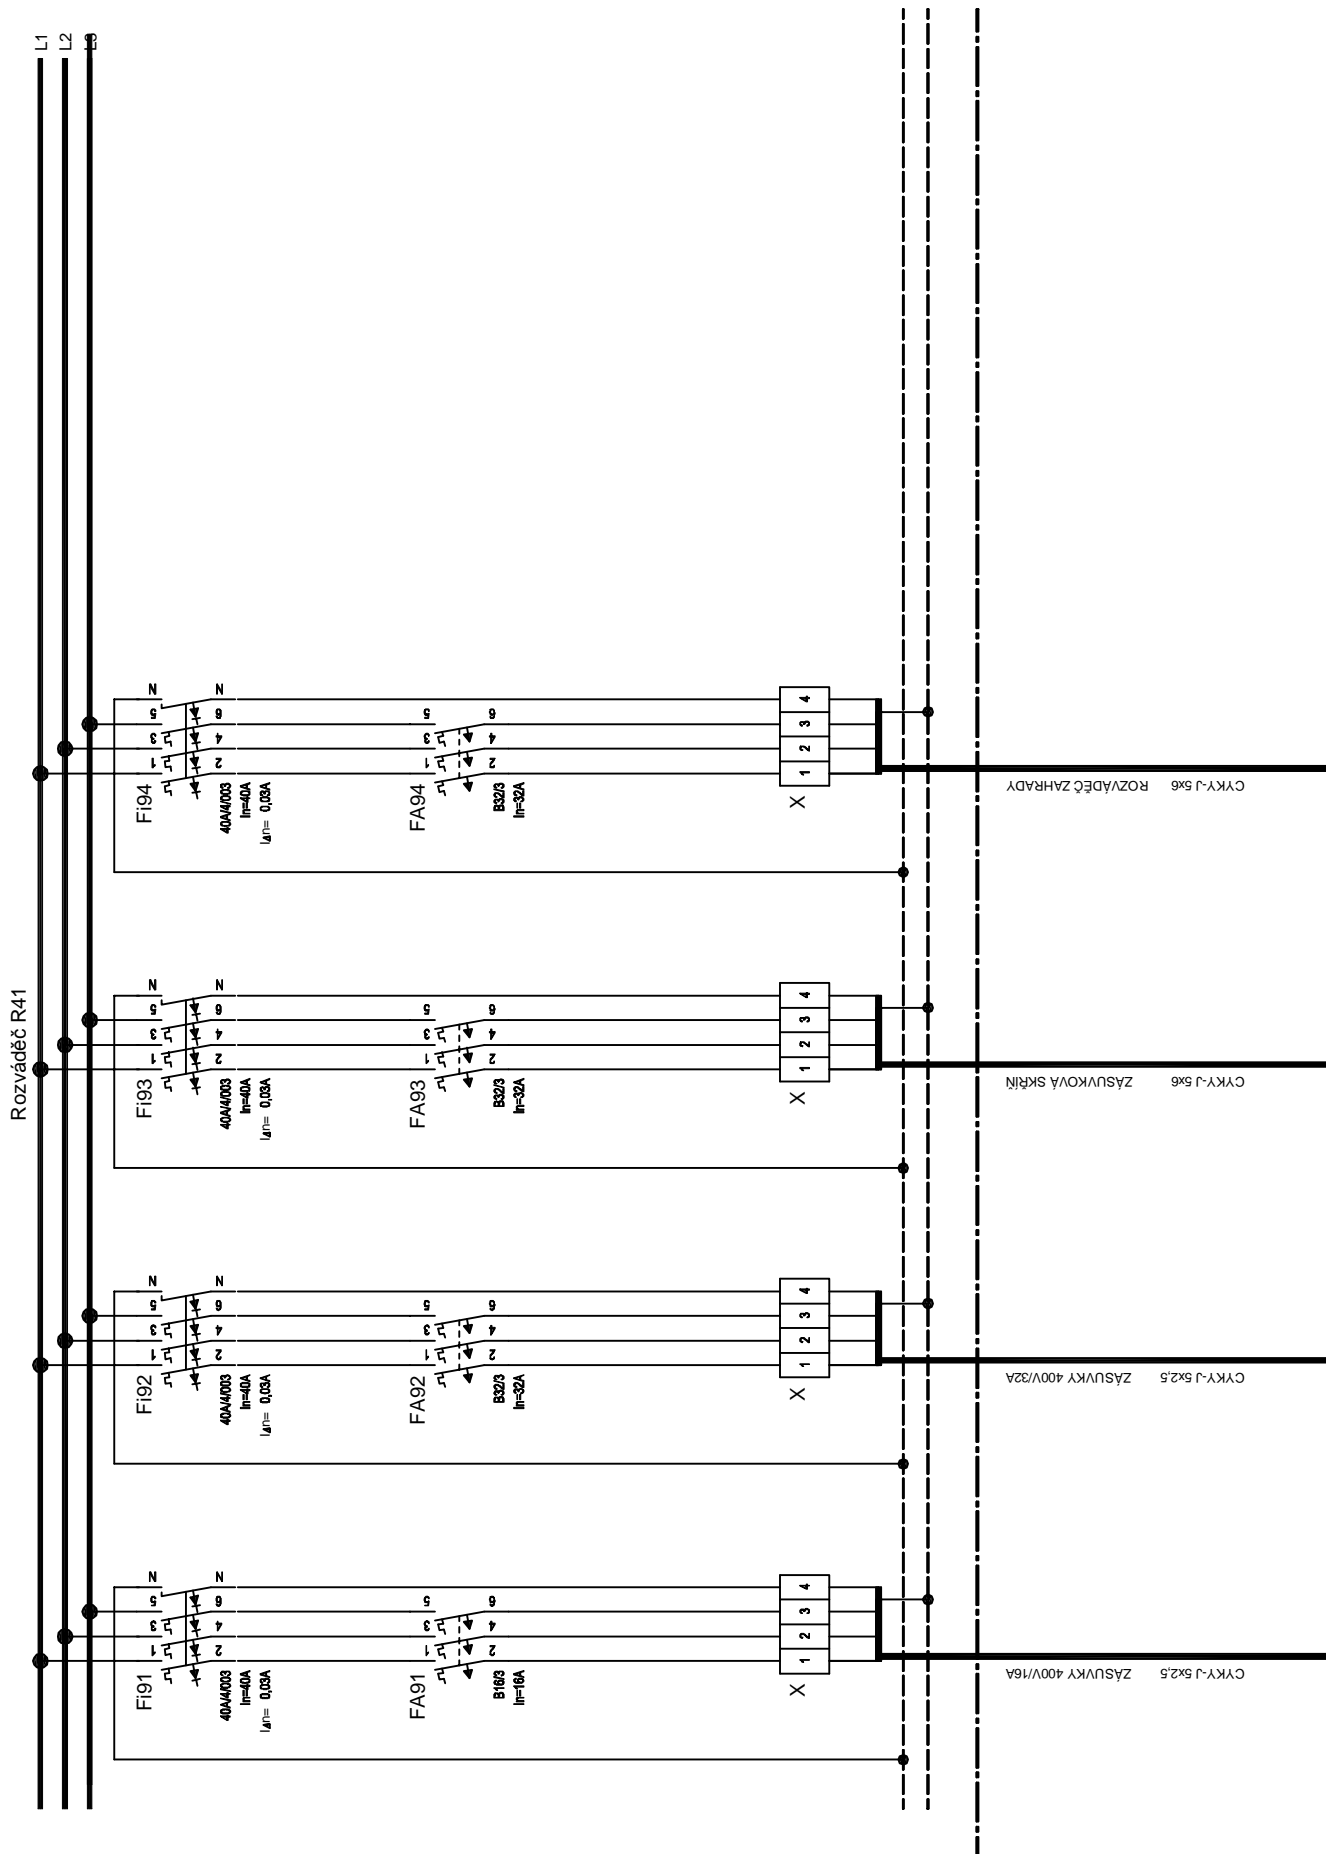 Rozváděč R41
L1
L2
L3
N
5
3
1
N
6
4
2
Fi91
40A/4/003
In=40A
I∆n= 0,03A
5
3
1
6
4
2
FA91
B16/3
In=16A
1
2
3
4
X
ZÁSUVKY 400V/16A
CYKY-J 5x2,5
N
5
3
1
N
6
4
2
Fi92
40A/4/003
In=40A
I∆n= 0,03A
5
3
1
6
4
2
FA92
B32/3
In=32A
1
2
3
4
X
ZÁSUVKY 400V/32A
CYKY-J 5x2,5
N
5
3
1
N
6
4
2
Fi93
40A/4/003
In=40A
I∆n= 0,03A
5
3
1
6
4
2
FA93
B32/3
In=32A
1
2
3
4
X
ZÁSUVKOVÁ SKŘÍŇ
CYKY-J 5x6
N
5
3
1
N
6
4
2
Fi94
40A/4/003
In=40A
I∆n= 0,03A
5
3
1
6
4
2
FA94
B32/3
In=32A
1
2
3
4
X
ROZVÁDĚČ ZAHRADY
CYKY-J 5x6